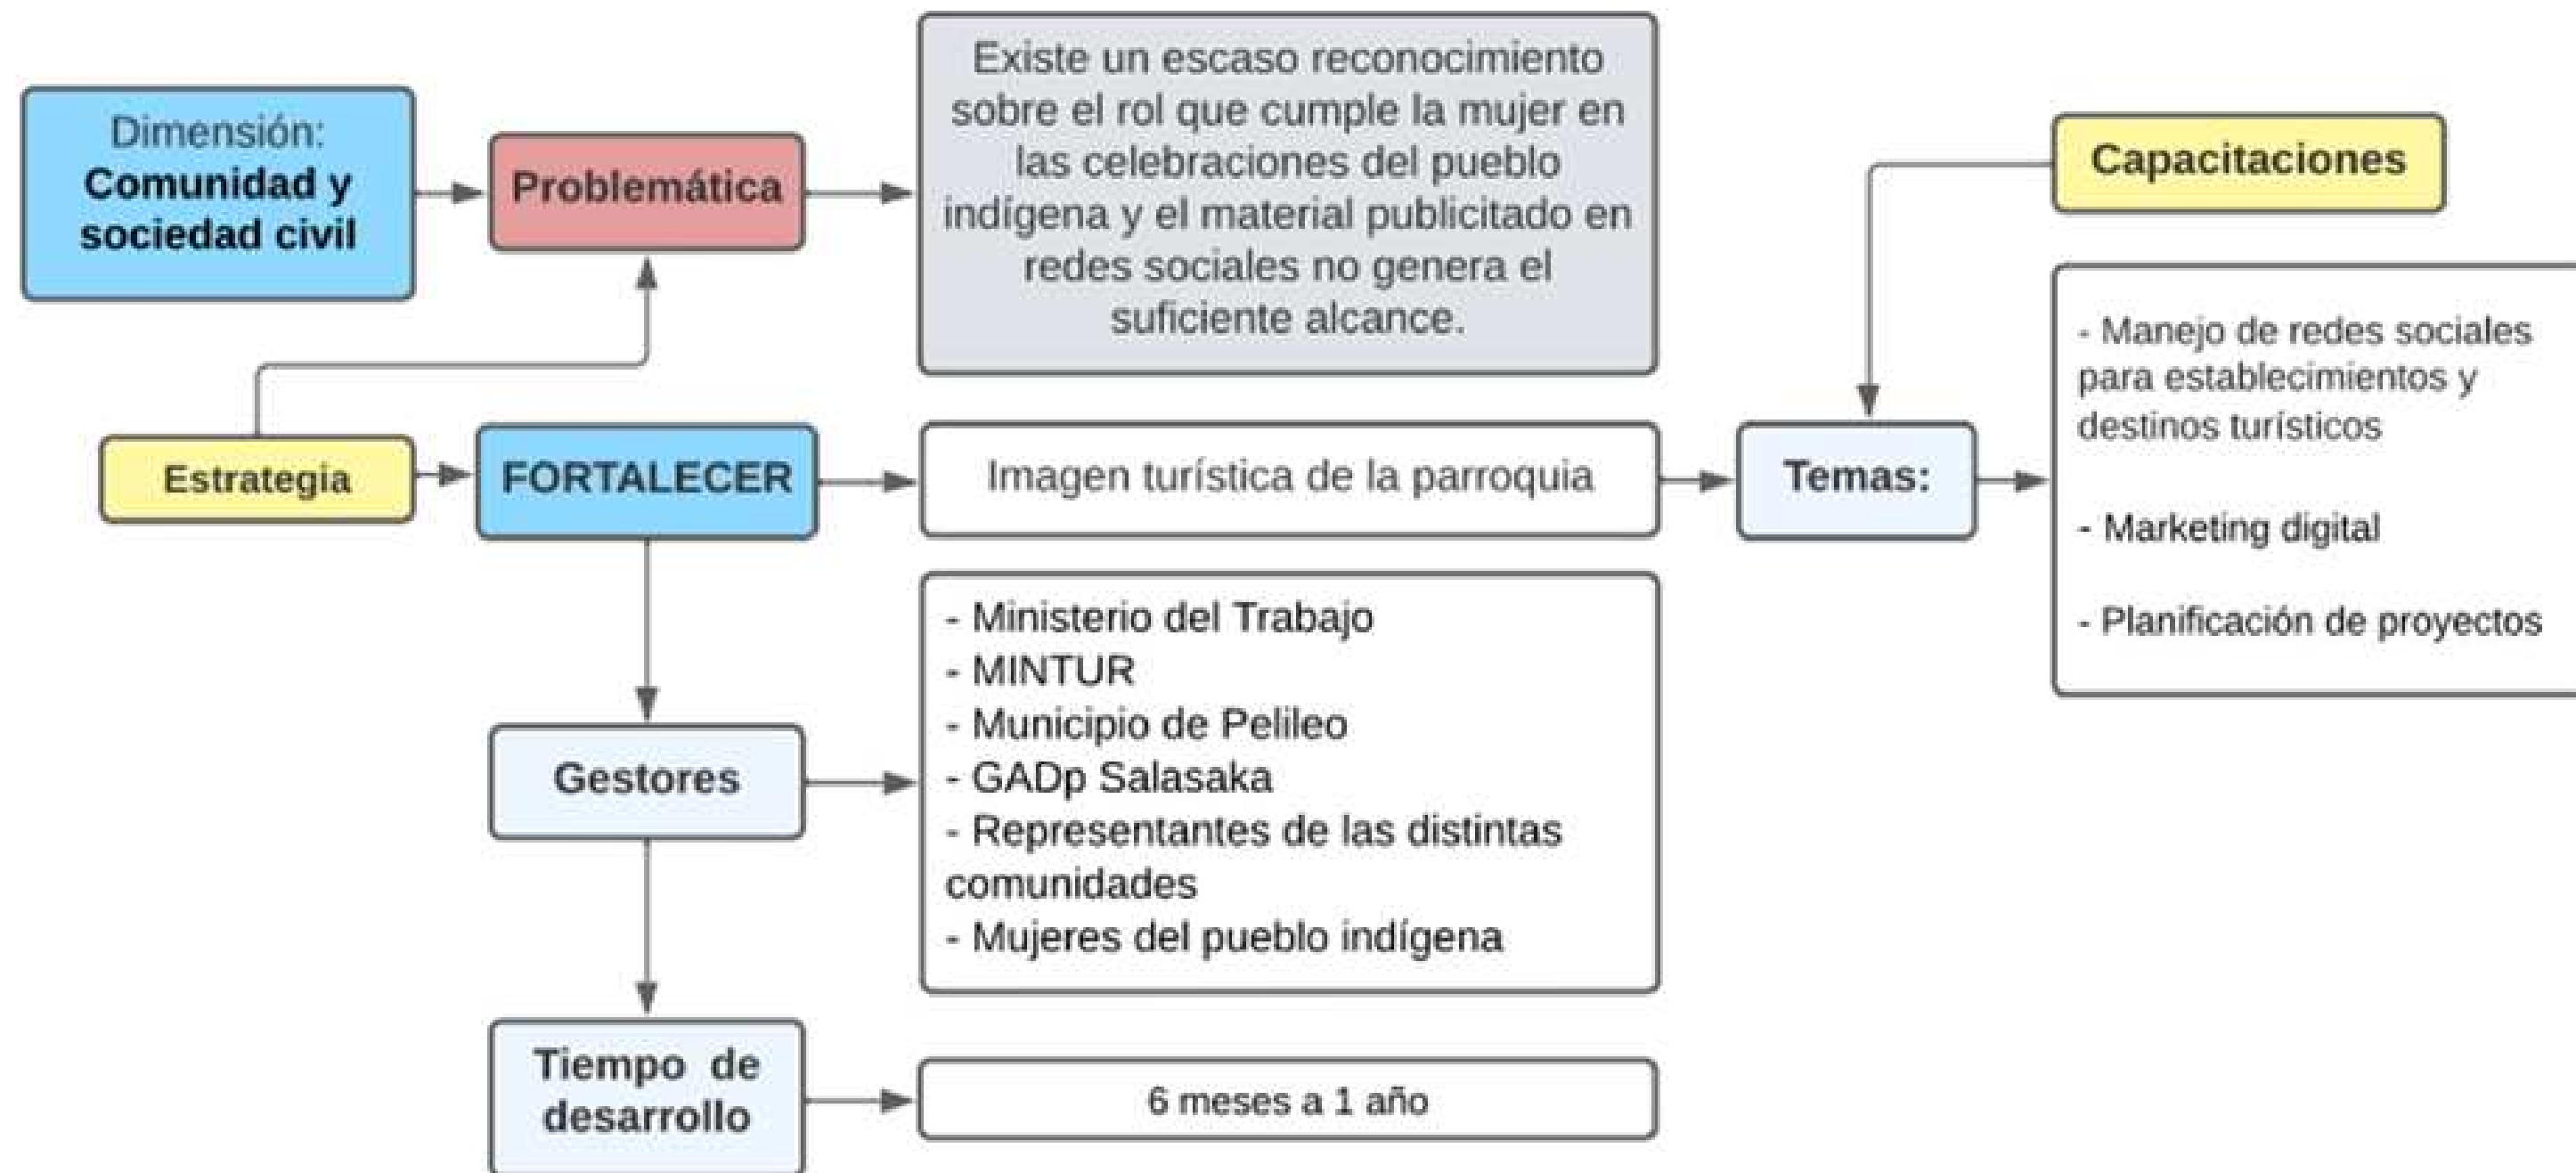 Dimensión:
Comunidad y
sociedad civil
Problemática
Existe un escaso reconocimiento
sobre el rol que cumple la mujer en
las celebraciones del pueblo
indígena y el material publicitado en
redes sociales no genera el
suficiente alcance.
Capacitaciones
Estrategia
FORTALECER
Imagen turística de la parroquia
Temas:
- Manejo de redes sociales
para establecimientos y
destinos turísticos
- Marketing digital
- Planificación de proyectos
Gestores
- Ministerio del Trabajo
- MINTUR
- Municipio de Pelileo
- GADp Salasaka
- Representantes de las distintas
comunidades
- Mujeres del pueblo indígena
Tiempo de
desarrollo
6 meses a 1 año